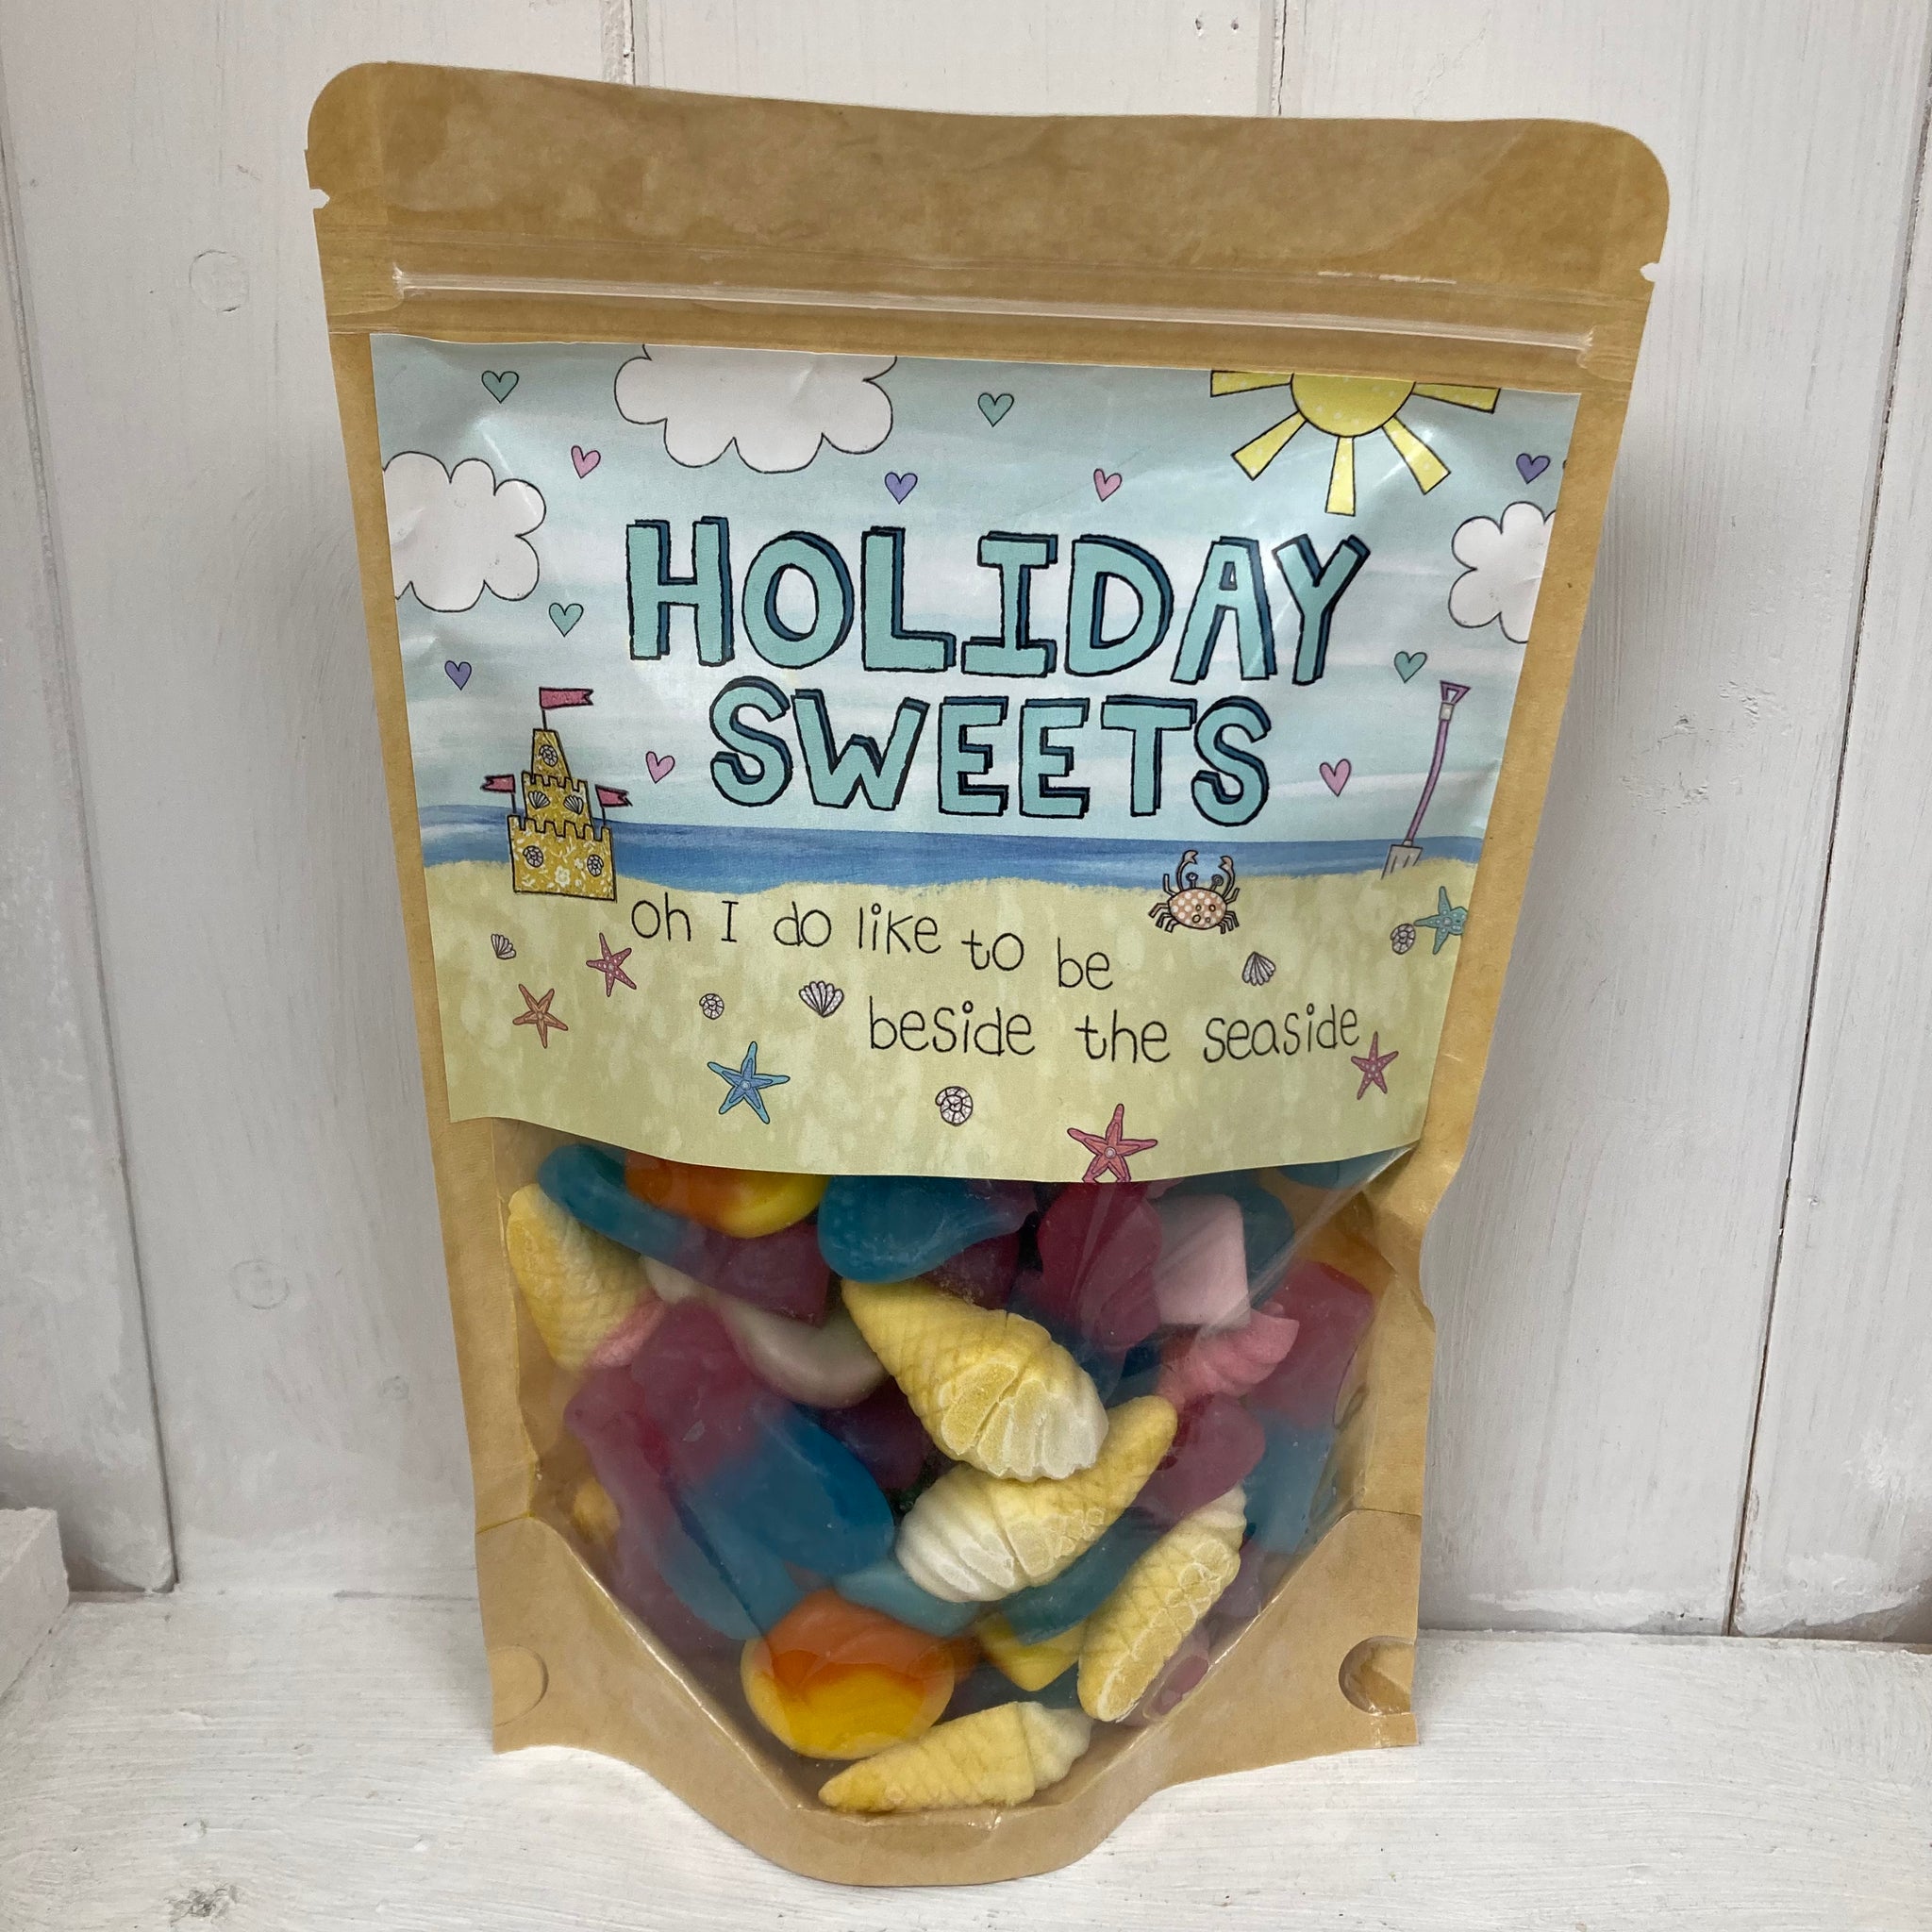 HOLIDAY
SWEETS
oh I do like to be
beside the seaside